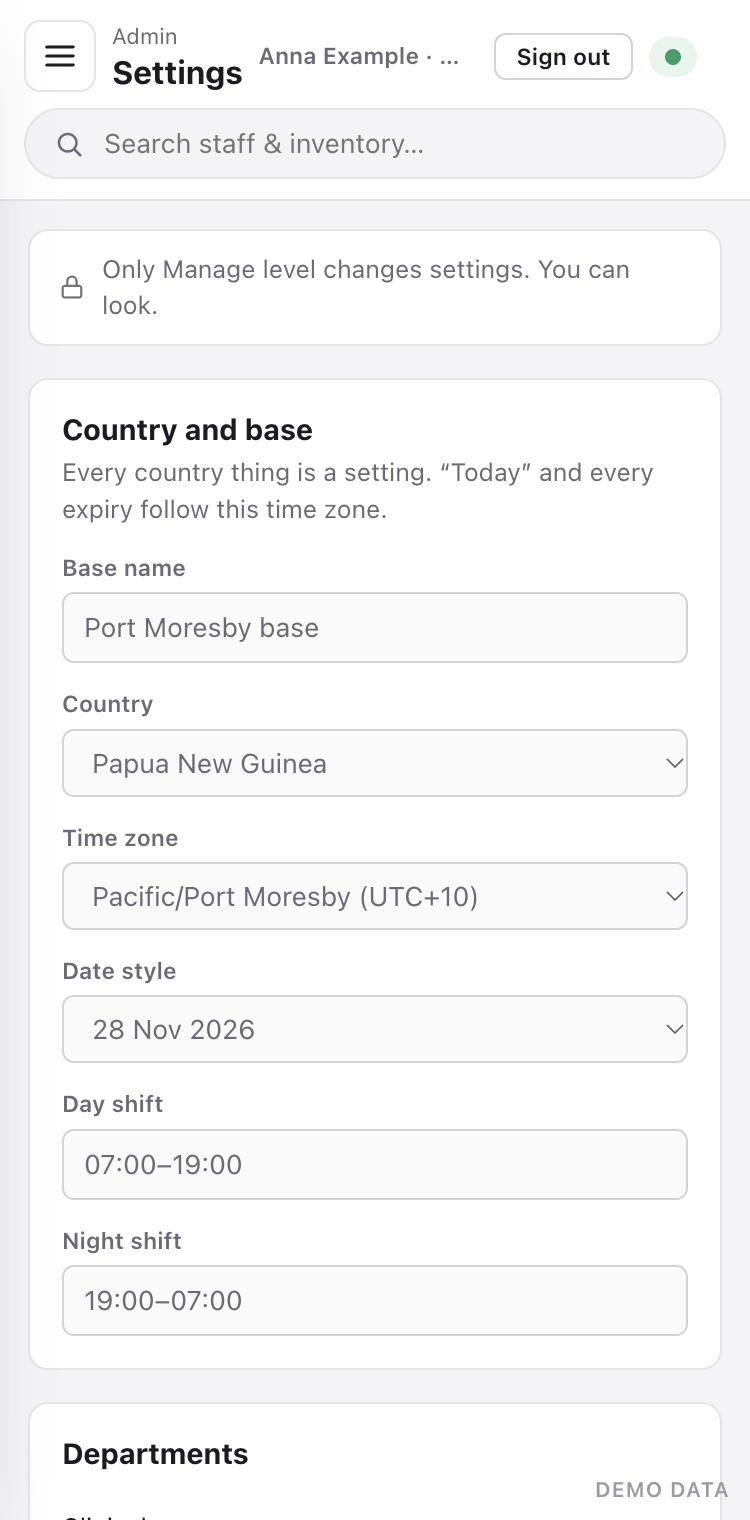 Admin
Settings
Anna Example · ...
Sign out
Search staff & inventory...
Only Manage level changes settings. You can
look.
Country and base
Every country thing is a setting. “Today” and every
expiry follow this time zone.
Base name
Port Moresby base
Country
Papua New Guinea
Time zone
Pacific/Port Moresby (UTC+10)
Date style
28 Nov 2026
Day shift
07:00–19:00
Night shift
19:00–07:00
Departments
DEMO DATA